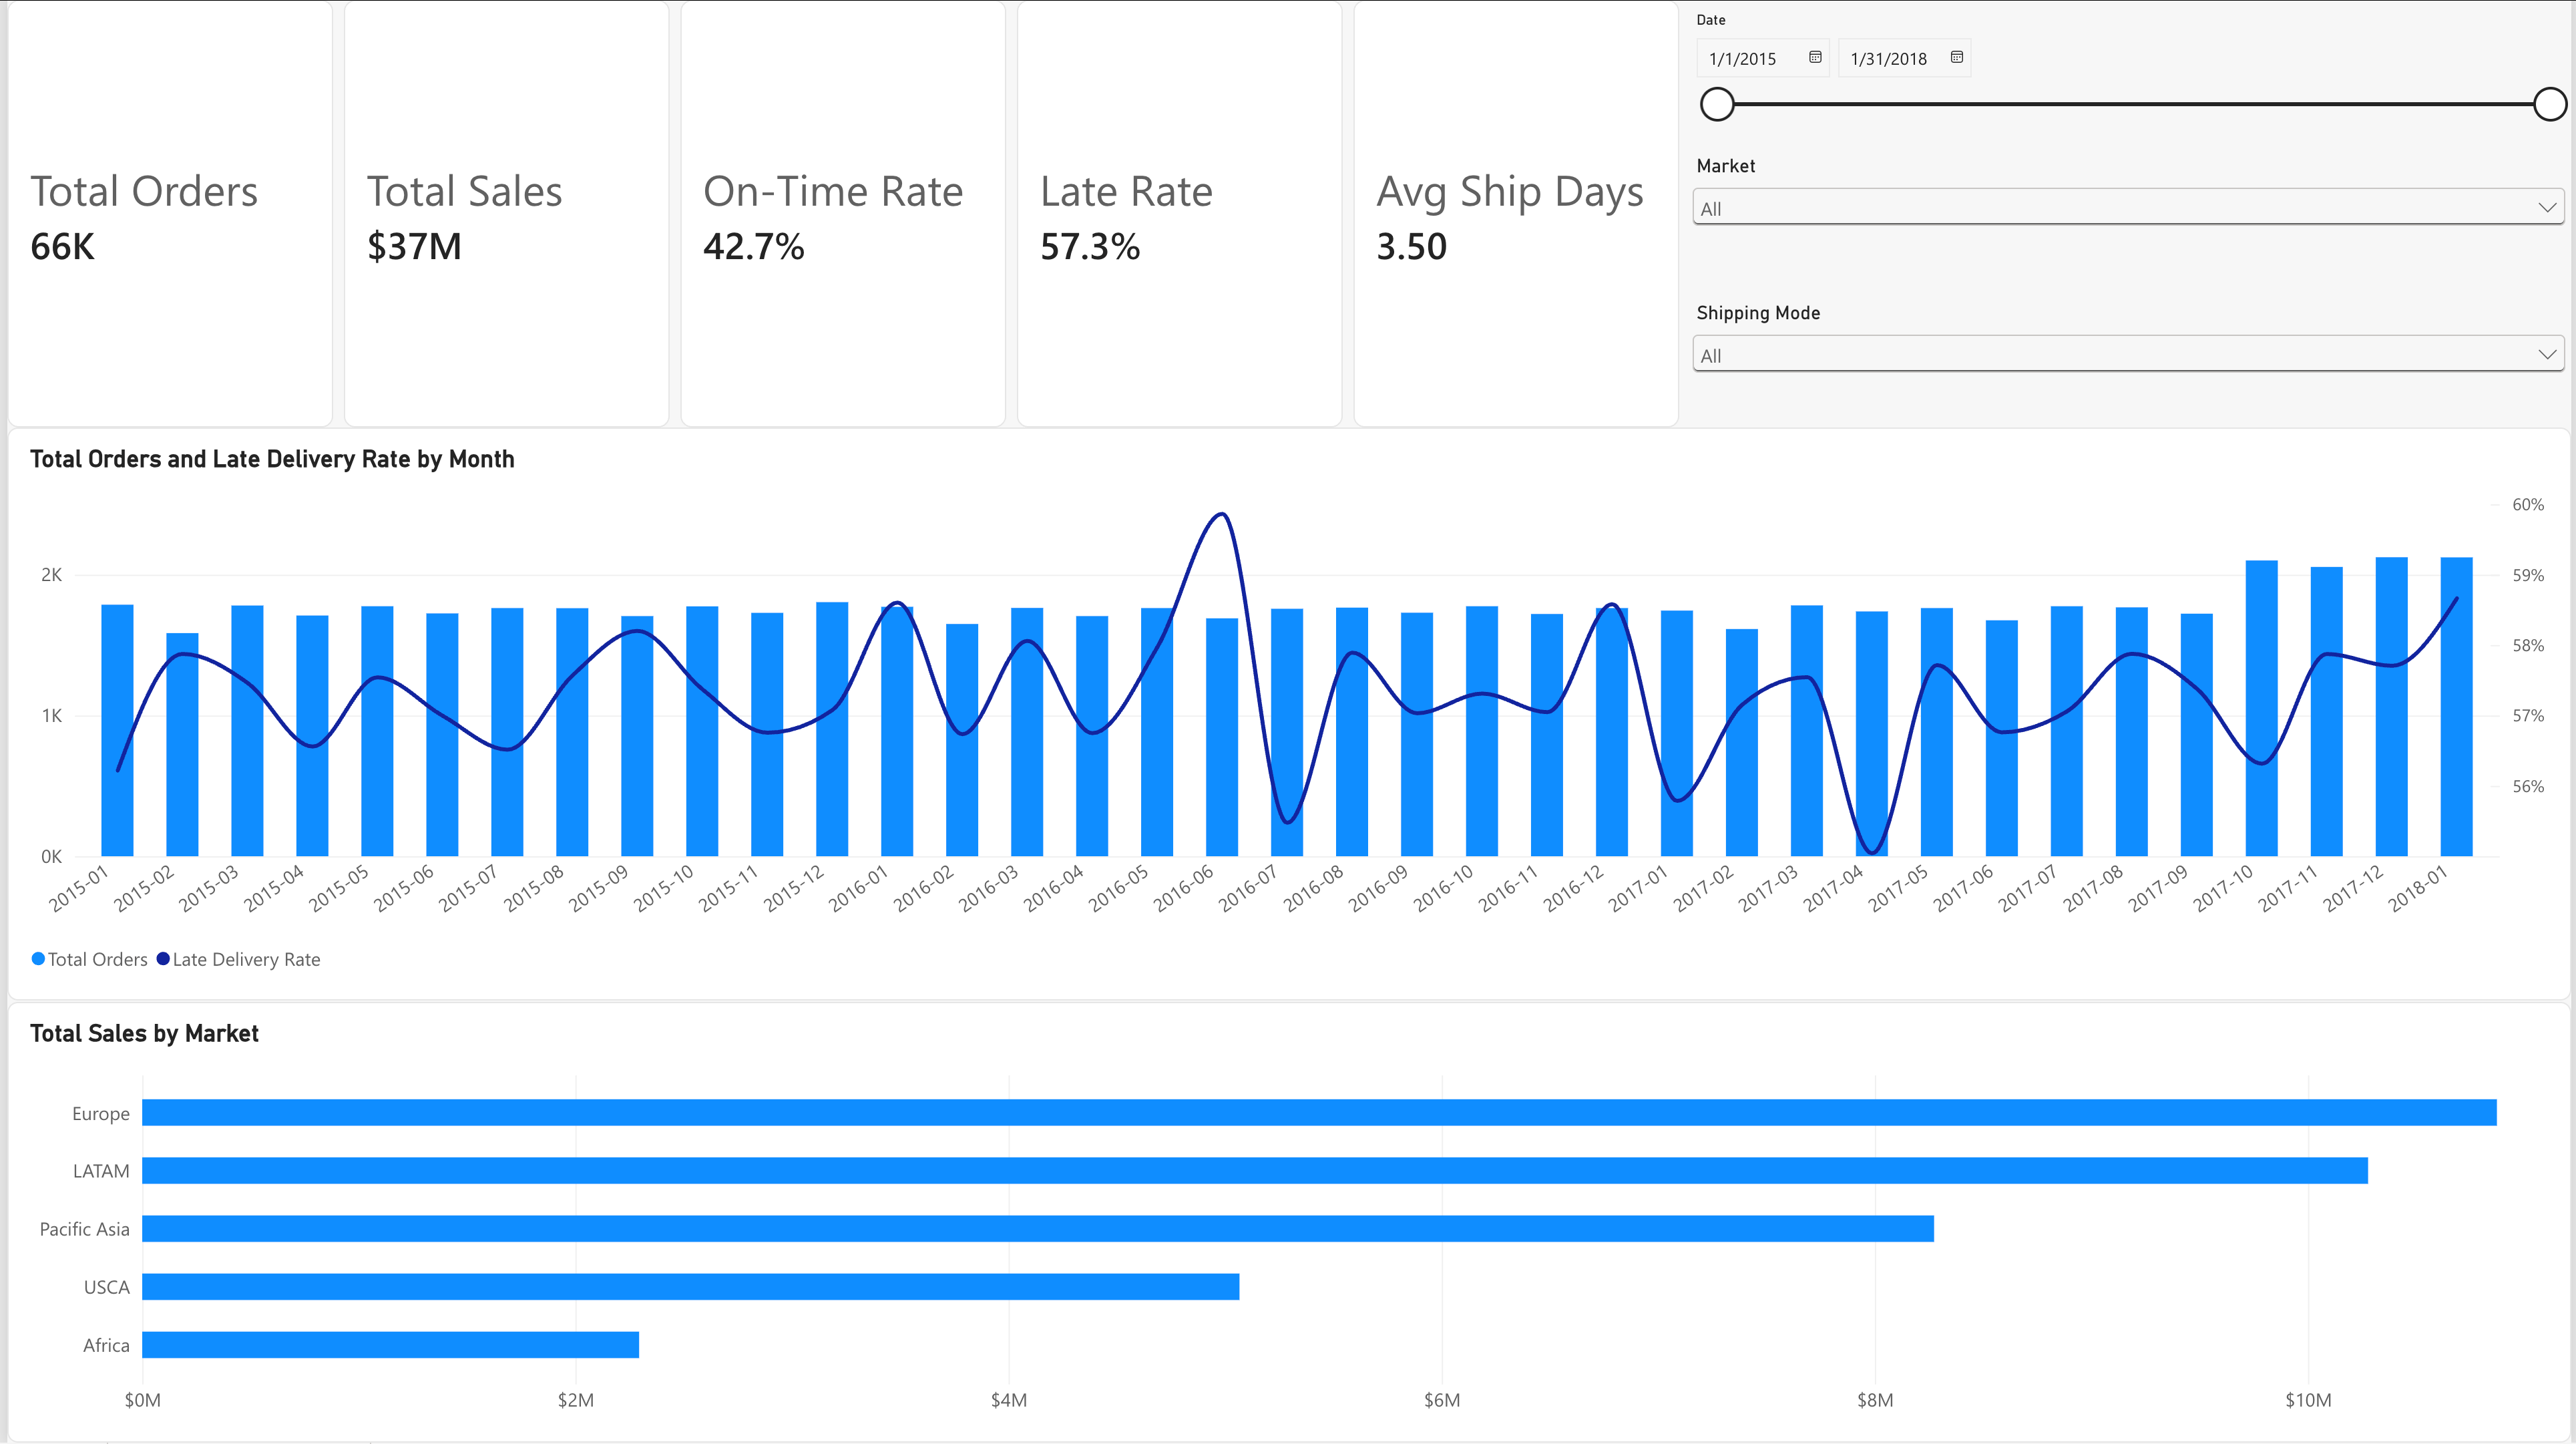 Total Orders
66K
Total Sales
$37M
On-Time Rate
42.7%
Late Rate
57.3%
Avg Ship Days
3.50
Date
1/1/2015
1/31/2018
Market
All
Shipping Mode
All
Total Orders and Late Delivery Rate by Month
60%
2K
59%
58%
1K
57%
56%
0K
2015-01
2015-02
2015-03
2015-04
2015-05
2015-06
2015-07
2015-08
2015-09
2015-10
2015-11
2015-12
2016-01
2016-02
2016-03
2016-04
2016-05
2016-06
2016-07
2016-08
2016-09
2016-10
2016-11
2016-12
2017-01
2017-02
2017-03
2017-04
2017-05
2017-06
2017-07
2017-08
2017-09
2017-10
2017-11
2017-12
2018-01
Total Orders
Late Delivery Rate
Total Sales by Market
Europe
LATAM
Pacific Asia
USCA
Africa
$0M
$2M
$4M
$6M
$8M
$10M